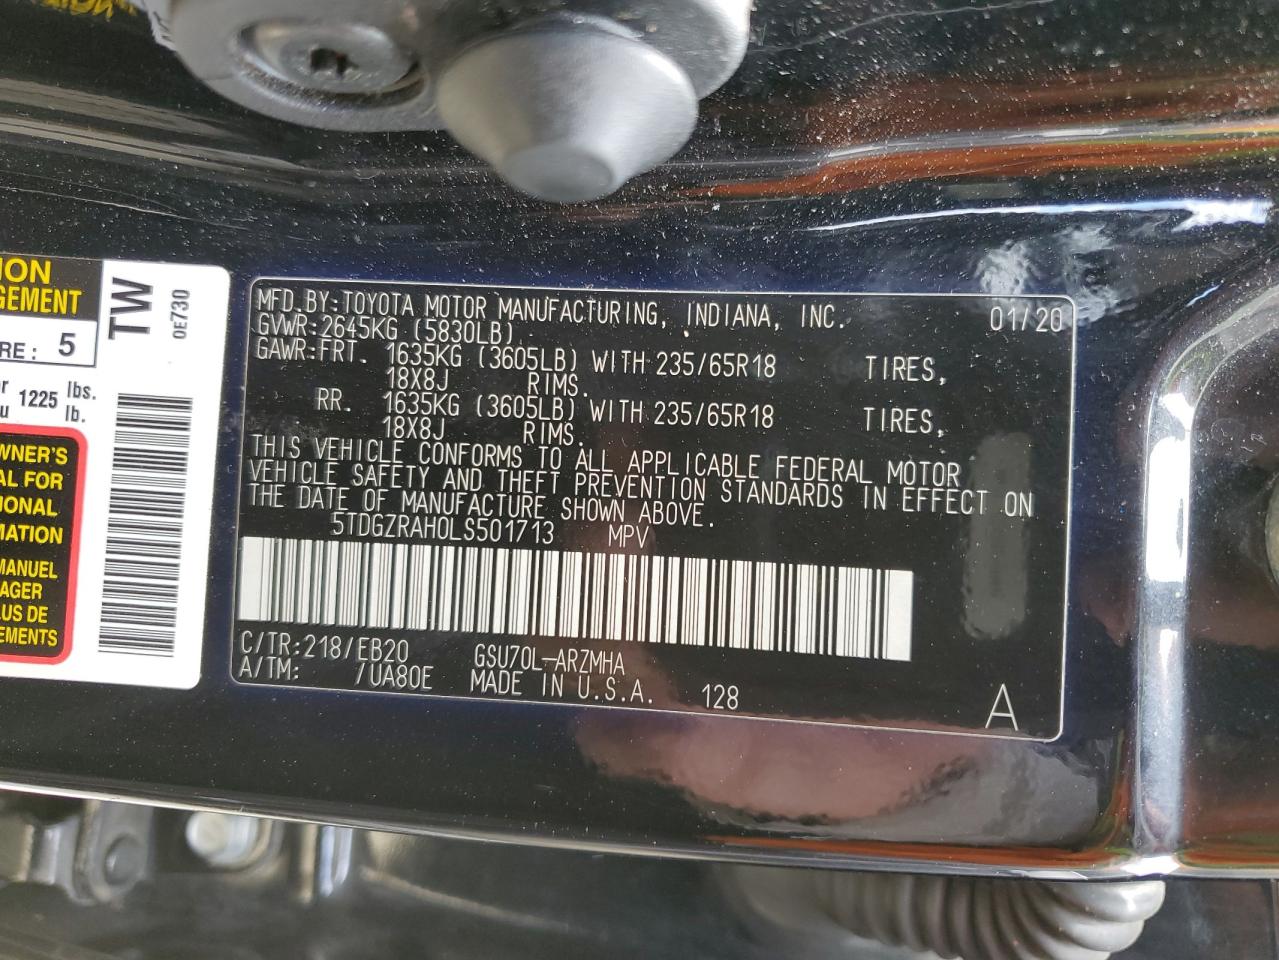 ION
GEMENT
RE: 5
or 1225 lbs.
u lb.
WNER'S
AL FOR
IONAL
MATION
MANUEL
AGER
LUS DE
EMENTS
TW
0E730
MFD.BY:TOYOTA MOTOR MANUFACTURING, INDIANA, INC. 01/20
GVWR:2645KG (5830LB)
GAWR:FRT. 1635KG (3605LB) WITH 235/65R18 TIRES,
18X8J RIMS.
RR. 1635KG (3605LB) WITH 235/65R18 TIRES,
18X8J RIMS.
THIS VEHICLE CONFORMS TO ALL APPLICABLE FEDERAL MOTOR
VEHICLE SAFETY AND THEFT PREVENTION STANDARDS IN EFFECT ON
THE DATE OF MANUFACTURE SHOWN ABOVE.
5TDGZRAH0LS501713 MPV
C/TR:218/EB20 GSU70L-ARZMHA
A/TM: /UA80E MADE IN U.S.A. 128
A